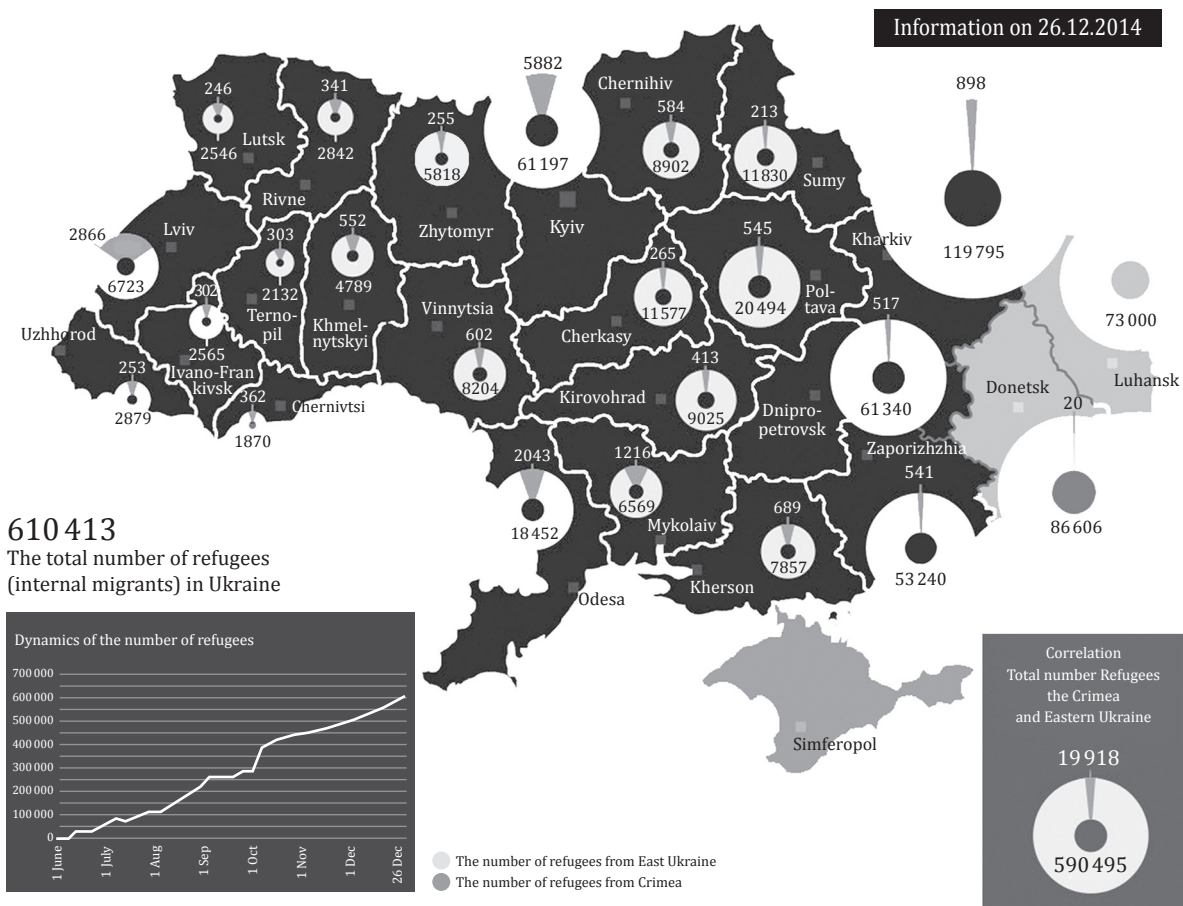 Information on 26.12.2014
5882
898
246
341
Chernihiv
584
213
255
Lutsk
2546
2842
5818
61 197
8902
11830
Sumy
Rivne
Zhytomyr
Kyiv
2866
Lviv
303
552
545
Kharkiv
119 795
6723
302
2132
4789
265
Vinnytsia
11577
20 494
Pol-
tava
517
73 000
Terno-
pil
Khmel-
nytskyi
Cherkasy
Uzhhorod
2565
Ivano-Fran
kivsk
602
8204
253
2879
362
Chernivtsi
1870
413
Kirovohrad
9025
Dnipro-
petrovsk
61 340
Donetsk
Luhansk
20
Zaporizhzhia
541
2043
1216
18 452
6569
Mykolaiv
689
7857
86 606
53 240
Kherson
Odesa
Simferopol
610 413
The total number of refugees
(internal migrants) in Ukraine
Dynamics of the number of refugees
700 000
600 000
500 000
400 000
300 000
200 000
100 000
0
1 June
1 July
1 Aug
1 Sep
1 Oct
1 Nov
1 Dec
26 Dec
The number of refugees from East Ukraine
The number of refugees from Crimea
Correlation
Total number Refugees
the Crimea
and Eastern Ukraine
19 918
590 495